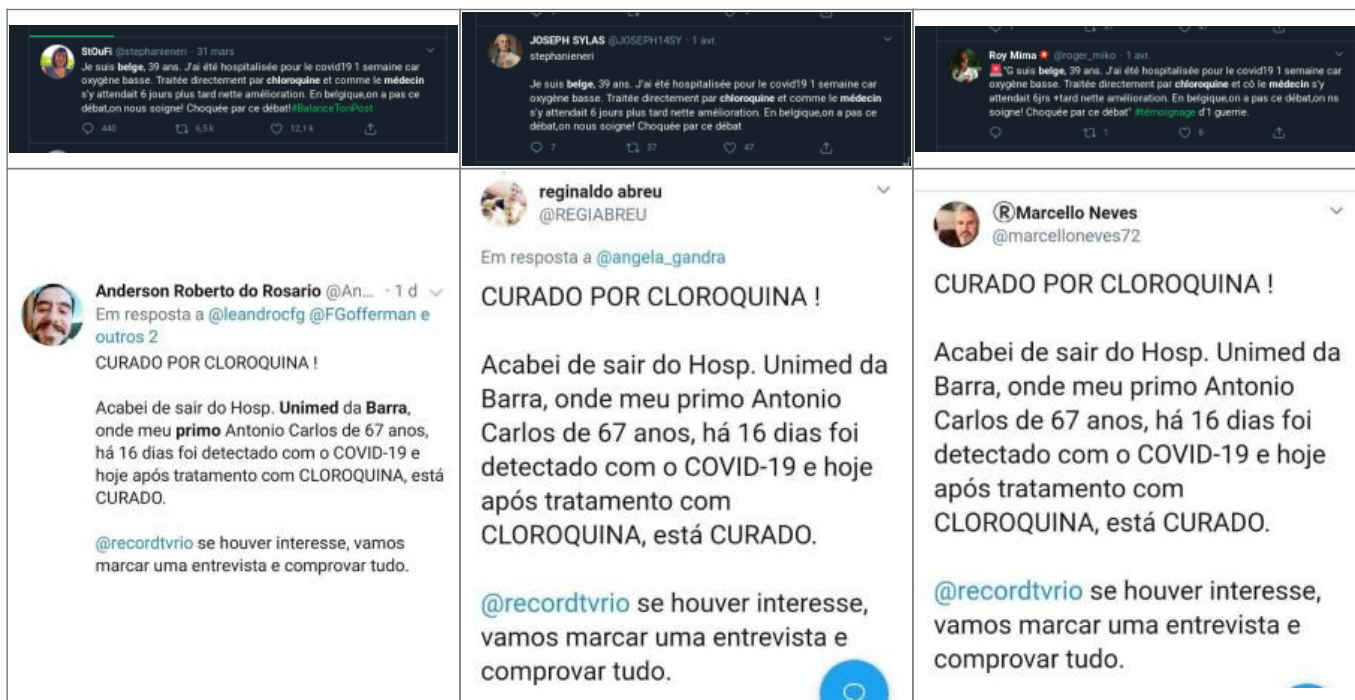 StOuFi @stephanieneri · 31 mars
Je suis belge, 39 ans. J'ai été hospitalisée pour le covid19 1 semaine car
oxygène basse. Traitée directement par chloroquine et comme le médecin
s'y attendait 6 jours plus tard nette amélioration. En belgique,on a pas ce
débat,on nous soigne! Choquée par ce débat!#BalanceTonPost
440 6,5 k 12,1 k
JOSEPH SYLAS @JOSEPH14SY · 1 avr.
stephanieneri
Je suis belge, 39 ans. J'ai été hospitalisée pour le covid19 1 semaine car
oxygène basse. Traitée directement par chloroquine et comme le médecin
s'y attendait 6 jours plus tard nette amélioration. En belgique,on a pas ce
débat,on nous soigne! Choquée par ce débat
7 37 47
Roy Mima @roger_miko · 1 avr.
"G suis belge, 39 ans. J'ai été hospitalisée pour le covid19 1 semaine car
oxygène basse. Traitée directement par chloroquine et cô le médecin s'y
attendait 6jrs +tard nette amélioration. En belgique,on a pas ce débat,on ns
soigne! Choquée par ce débat" #témoignage d'1 guerrie.
1 6
Anderson Roberto do Rosario @An... · 1 d
Em resposta a @leandrocfg @FGofferman e
outros 2
CURADO POR CLOROQUINA !
Acabei de sair do Hosp. Unimed da Barra,
onde meu primo Antonio Carlos de 67 anos,
há 16 dias foi detectado com o COVID-19 e
hoje após tratamento com CLOROQUINA, está
CURADO.
@recordtvrio se houver interesse, vamos
marcar uma entrevista e comprovar tudo.
reginaldo abreu
@REGIABREU
Em resposta a @angela_gandra
CURADO POR CLOROQUINA !
Acabei de sair do Hosp. Unimed da
Barra, onde meu primo Antonio
Carlos de 67 anos, há 16 dias foi
detectado com o COVID-19 e hoje
após tratamento com
CLOROQUINA, está CURADO.
@recordtvrio se houver interesse,
vamos marcar uma entrevista e
comprovar tudo.
®Marcello Neves
@marcelloneves72
CURADO POR CLOROQUINA !
Acabei de sair do Hosp. Unimed da
Barra, onde meu primo Antonio
Carlos de 67 anos, há 16 dias foi
detectado com o COVID-19 e hoje
após tratamento com
CLOROQUINA, está CURADO.
@recordtvrio se houver interesse,
vamos marcar uma entrevista e
comprovar tudo.